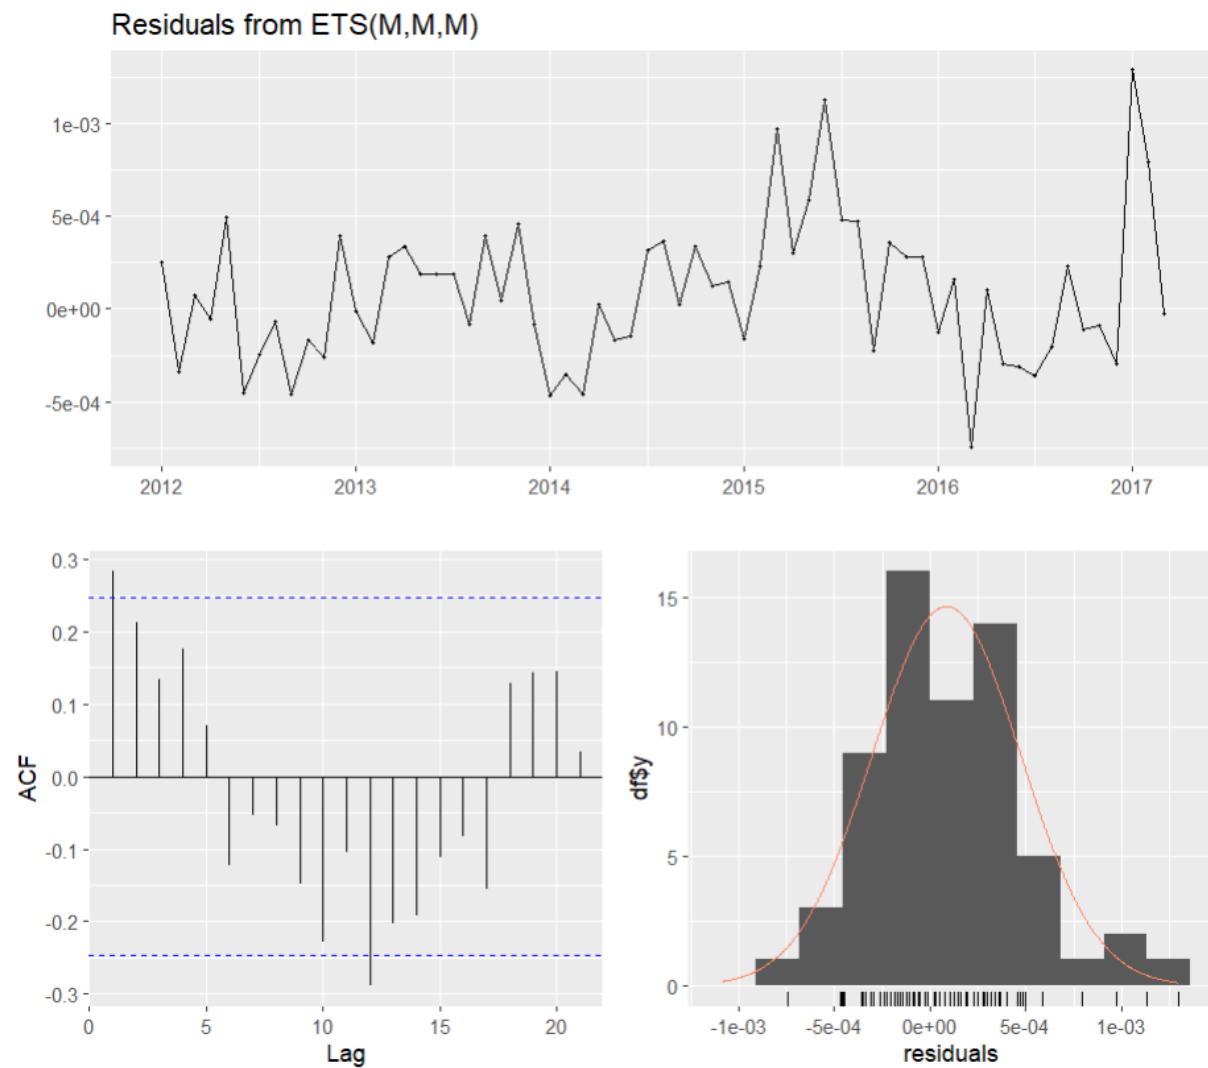 Residuals from ETS(M,M,M)
1e-03
5e-04
0e+00
-5e-04
2012 2013 2014 2015 2016 2017
ACF
0.3
0.2
0.1
0.0
-0.1
-0.2
-0.3
0 5 10 15 20
Lag
df$y
15
10
5
0
-1e-03 -5e-04 0e+00 5e-04 1e-03
residuals